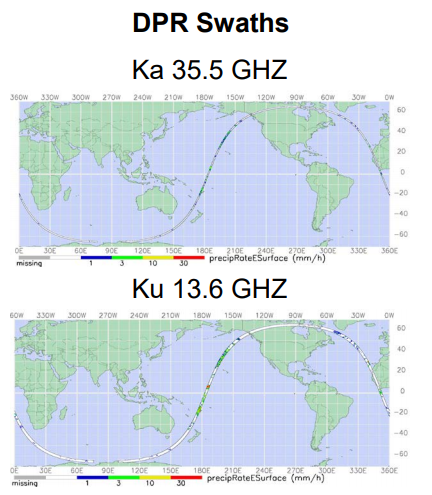 DPR Swaths
Ka 35.5 GHZ
360W 330W 300W 270W 240W 210W 180W 150W 120W 90W 60W 30W 0W
60
40
20
0
−20
−40
−60
0E 30E 60E 90E 120E 150E 180E 210E 240E 270E 300E 330E 360E
missing 1 3 10 30 precipRateESurface (mm/h)
Ku 13.6 GHZ
60W 330W 300W 270W 240W 210W 180W 150W 120W 90W 60W 30W 0W
60
40
20
0
−20
−40
−60
0E 30E 60E 90E 120E 150E 180E 210E 240E 270E 300E 330E 360E
missing 1 3 10 30 precipRateESurface (mm/h)